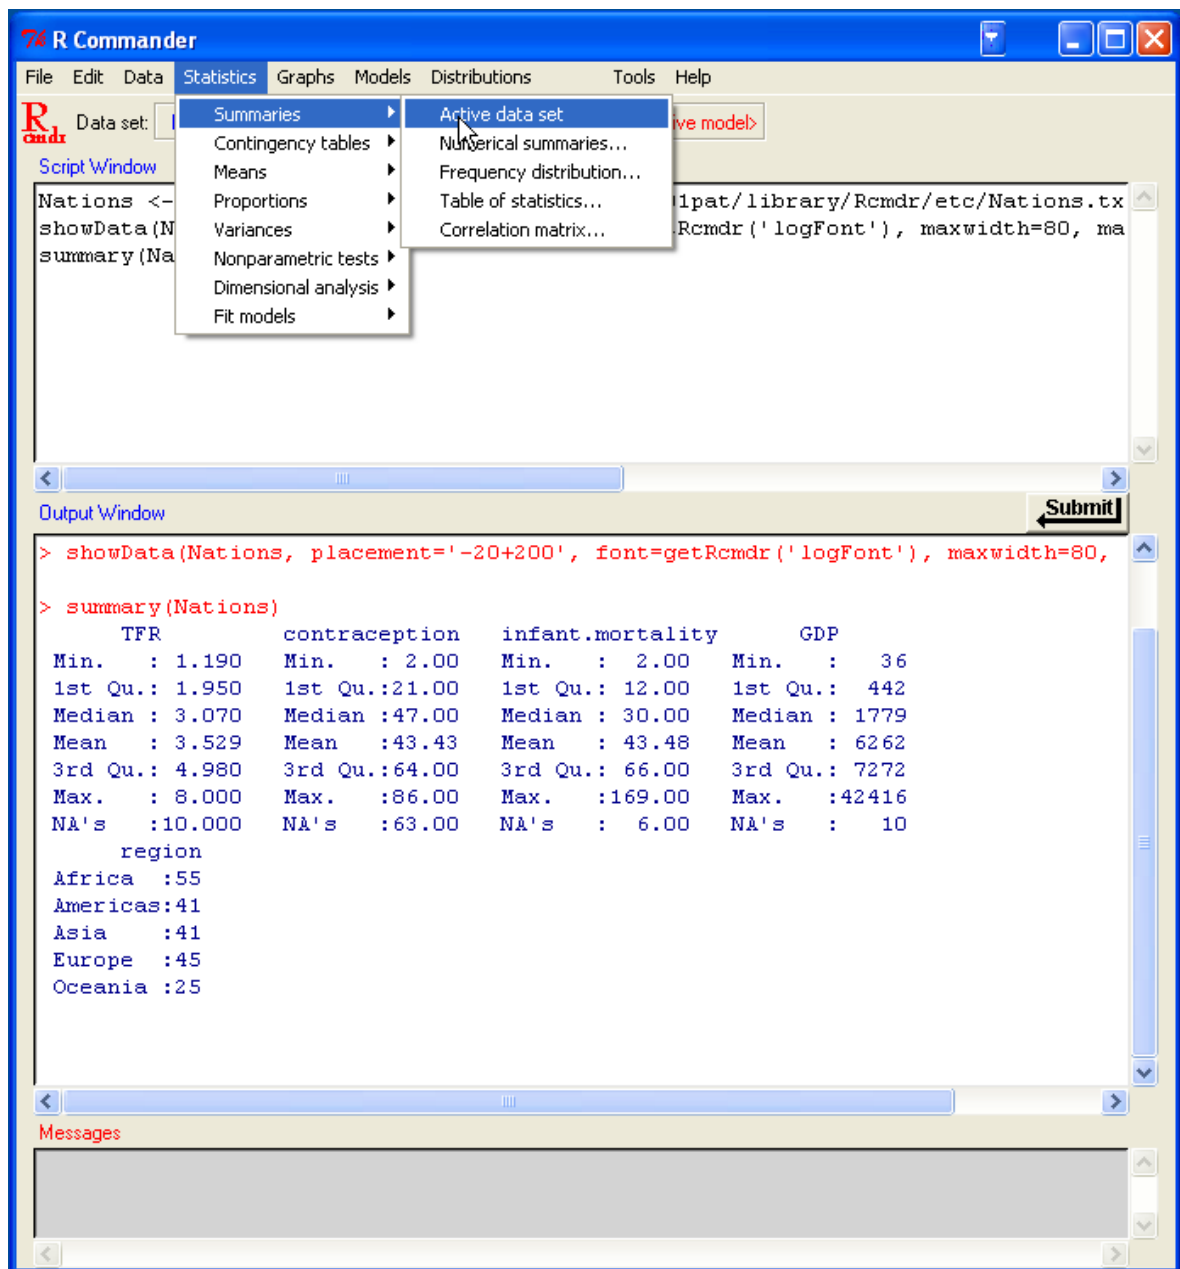 R Commander
File Edit Data Statistics Graphs Models Distributions Tools Help
R
cmdr
Data set:
ive model>
Summaries
Contingency tables
Means
Proportions
Variances
Nonparametric tests
Dimensional analysis
Fit models
Active data set
Numerical summaries...
Frequency distribution...
Table of statistics...
Correlation matrix...
Script Window
Nations <- 1pat/library/Rcmdr/etc/Nations.tx
showData(N Rcmdr('logFont'), maxwidth=80, ma
summary(Na
Output Window
Submit
> showData(Nations, placement='-20+200', font=getRcmdr('logFont'), maxwidth=80,
> summary(Nations)
TFR contraception infant.mortality GDP
Min. : 1.190 Min. : 2.00 Min. : 2.00 Min. : 36
1st Qu.: 1.950 1st Qu.:21.00 1st Qu.: 12.00 1st Qu.: 442
Median : 3.070 Median :47.00 Median : 30.00 Median : 1779
Mean : 3.529 Mean :43.43 Mean : 43.48 Mean : 6262
3rd Qu.: 4.980 3rd Qu.:64.00 3rd Qu.: 66.00 3rd Qu.: 7272
Max. : 8.000 Max. :86.00 Max. :169.00 Max. :42416
NA's :10.000 NA's :63.00 NA's : 6.00 NA's : 10
region
Africa :55
Americas:41
Asia :41
Europe :45
Oceania :25
Messages